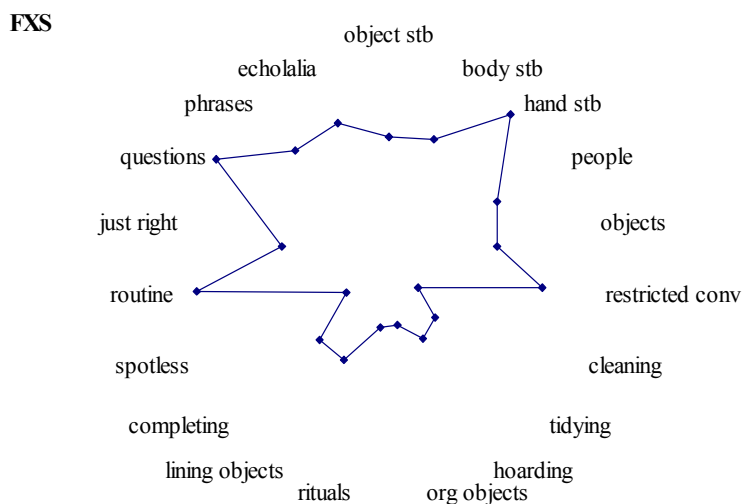 FXS
object stb
echolalia
body stb
phrases
hand stb
questions
people
just right
objects
routine
restricted conv
spotless
cleaning
completing
tidying
lining objects
hoarding
rituals
org objects